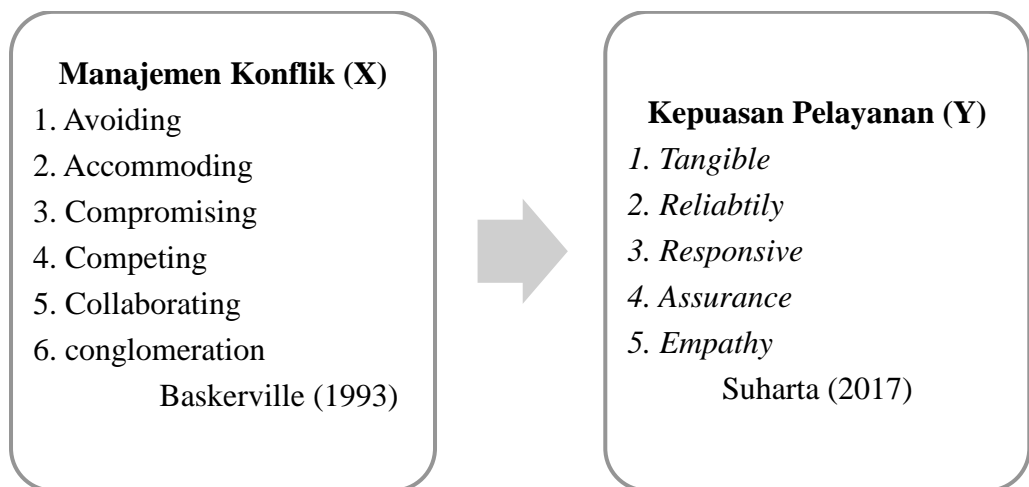 Manajemen Konflik (X)
1. Avoiding
2. Accommoding
3. Compromising
4. Competing
5. Collaborating
6. conglomeration
Baskerville (1993)
Kepuasan Pelayanan (Y)
1. Tangible
2. Reliabtily
3. Responsive
4. Assurance
5. Empathy
Suharta (2017)